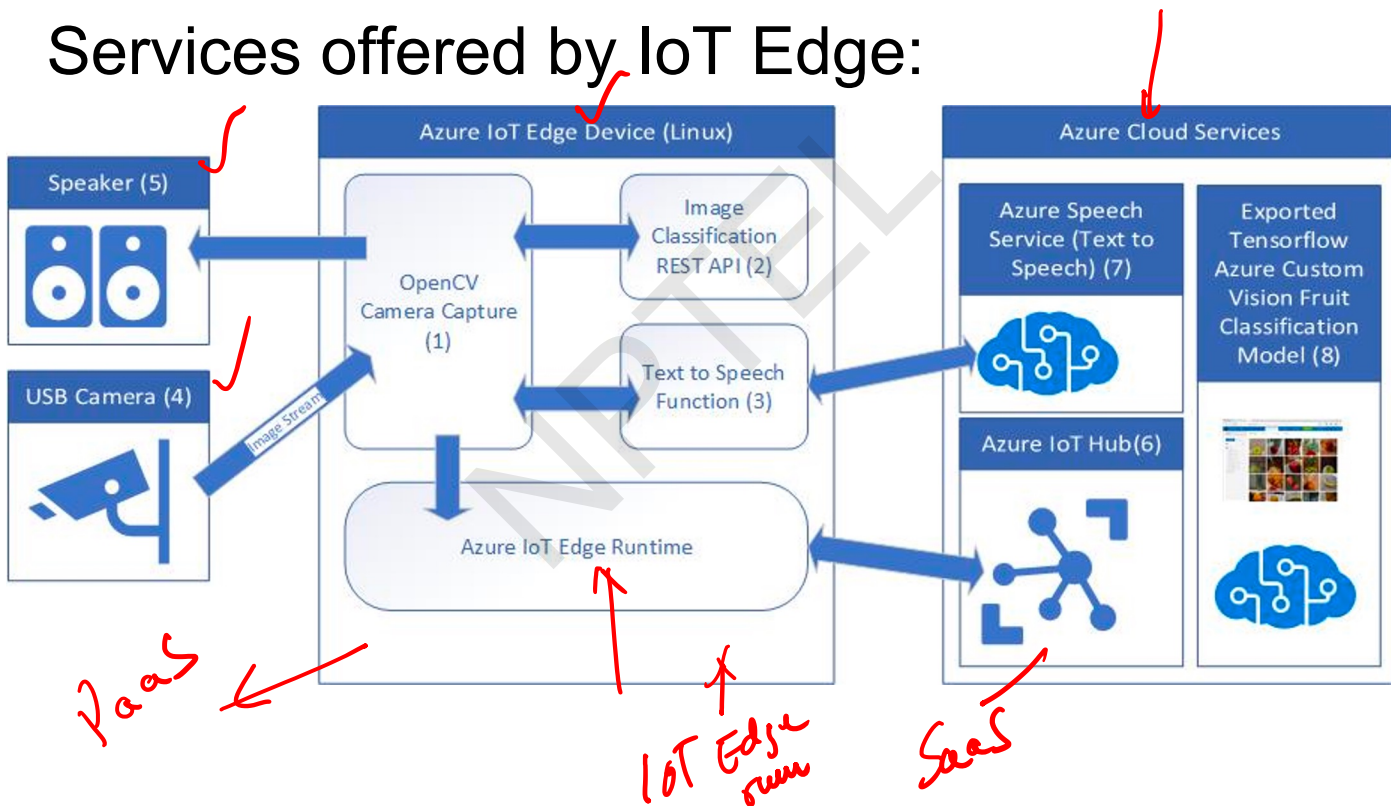 Services offered by IoT Edge:
Speaker (5)
USB Camera (4)
Image Stream
Azure IoT Edge Device (Linux)
OpenCV
Camera Capture
(1)
Image
Classification
REST API (2)
Text to Speech
Function (3)
Azure IoT Edge Runtime
Azure Cloud Services
Azure Speech
Service (Text to
Speech) (7)
Azure IoT Hub(6)
Exported
Tensorflow
Azure Custom
Vision Fruit
Classification
Model (8)
NPTEL
PaaS
IoT Edge
SaaS